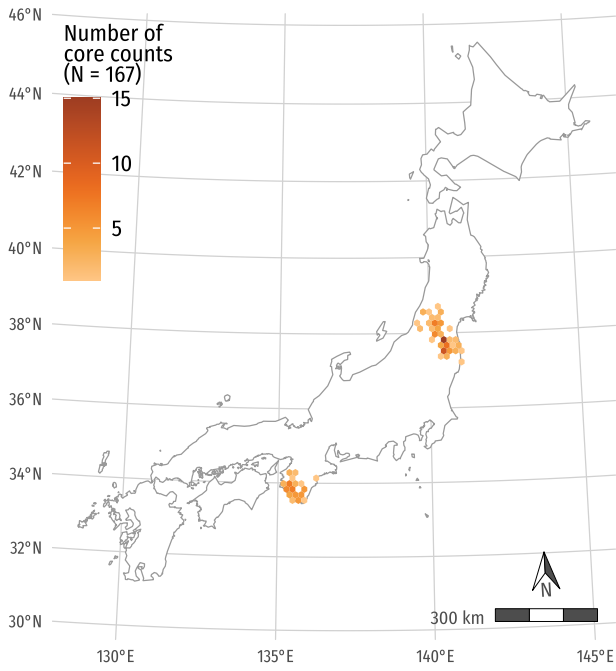 46°N
Number of
core counts
(N = 167)
15
44°N
10
42°N
5
40°N
38°N
36°N
34°N
32°N
N
300 km
30°N
130°E
135°E
140°E
145°E